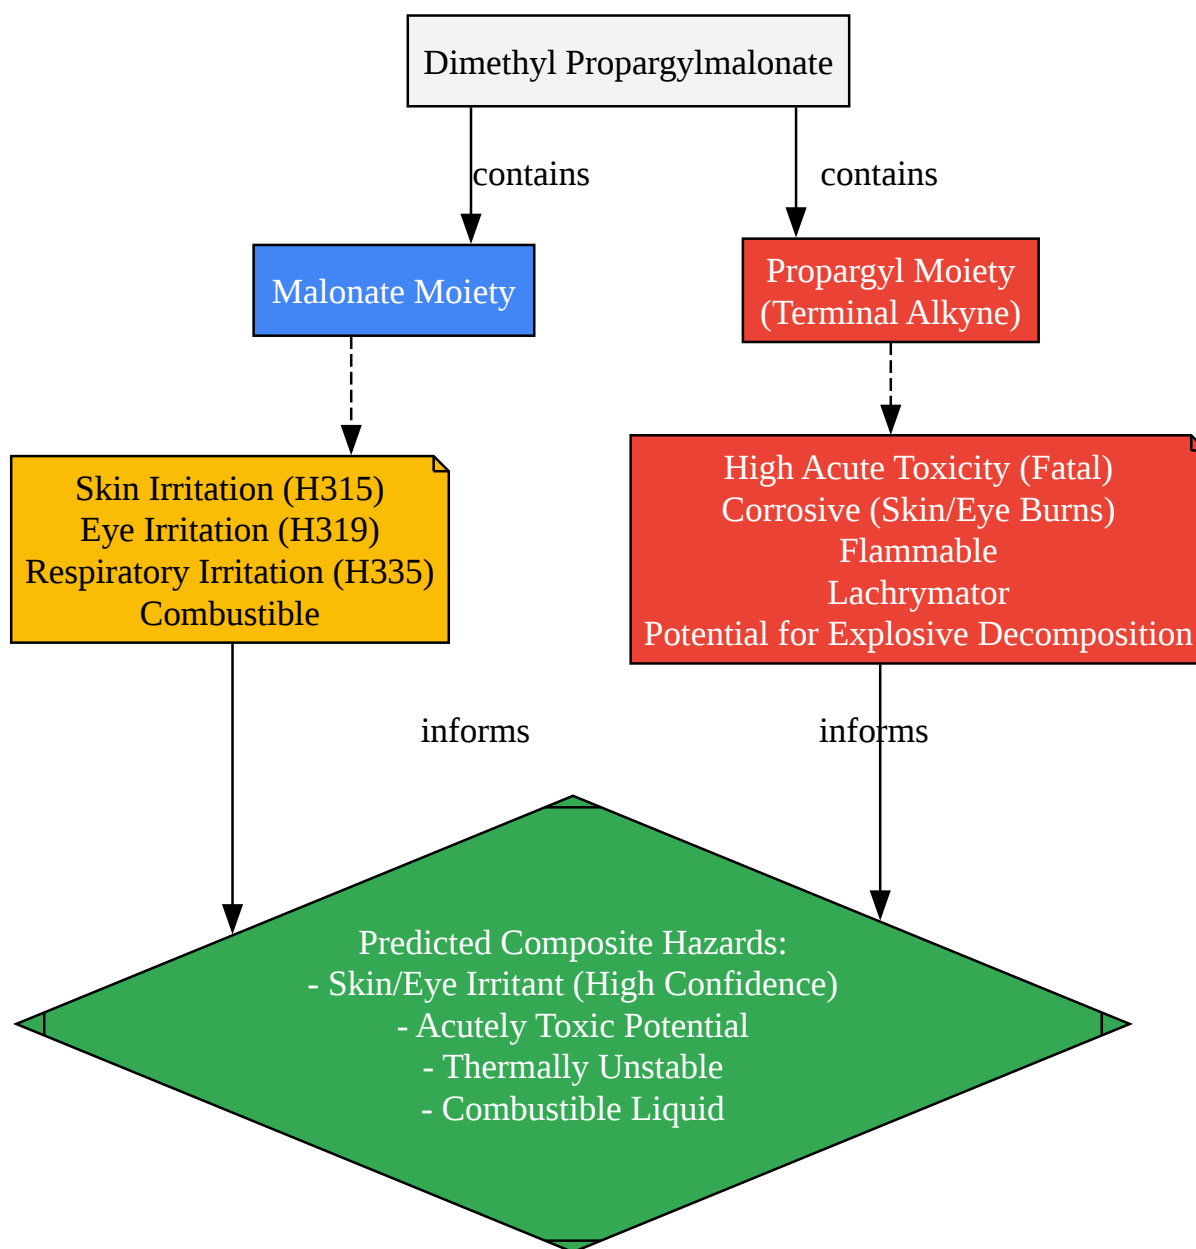 Dimethyl Propargylmalonate
contains
contains
Malonate Moiety
Propargyl Moiety
(Terminal Alkyne)
Skin Irritation (H315)
Eye Irritation (H319)
Respiratory Irritation (H335)
Combustible
High Acute Toxicity (Fatal)
Corrosive (Skin/Eye Burns)
Flammable
Lachrymator
Potential for Explosive Decomposition
informs
informs
Predicted Composite Hazards:
- Skin/Eye Irritant (High Confidence)
- Acutely Toxic Potential
- Thermally Unstable
- Combustible Liquid